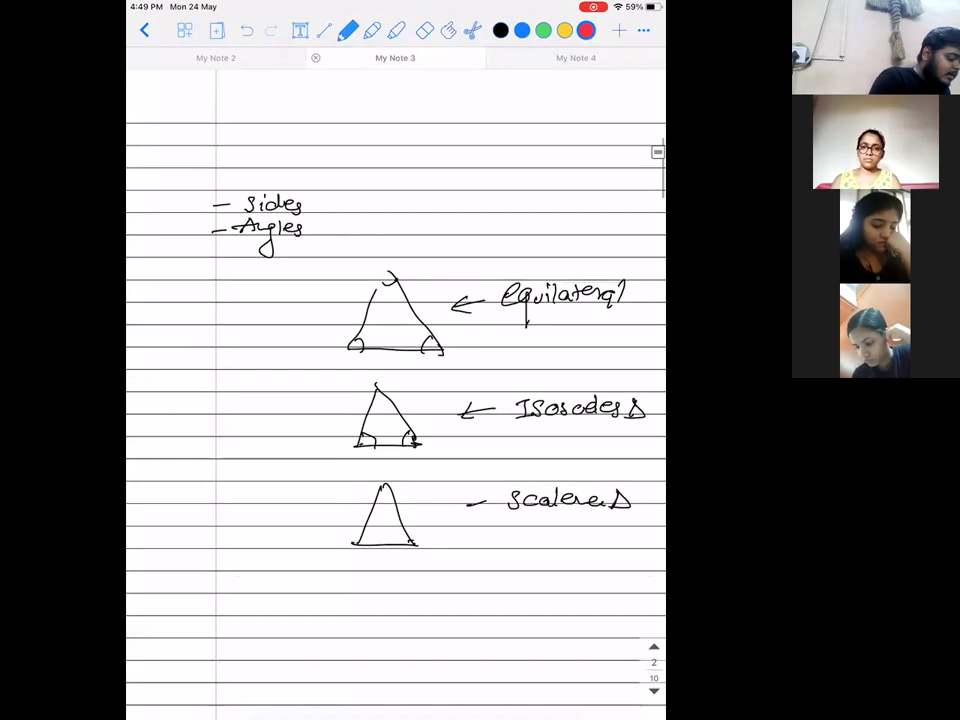 4:49 PM Mon 24 May
59%
My Note 2
My Note 3
My Note 4
- Sides
- Angles
Equilateral
Isosceles Δ
- Scalene Δ
2
10